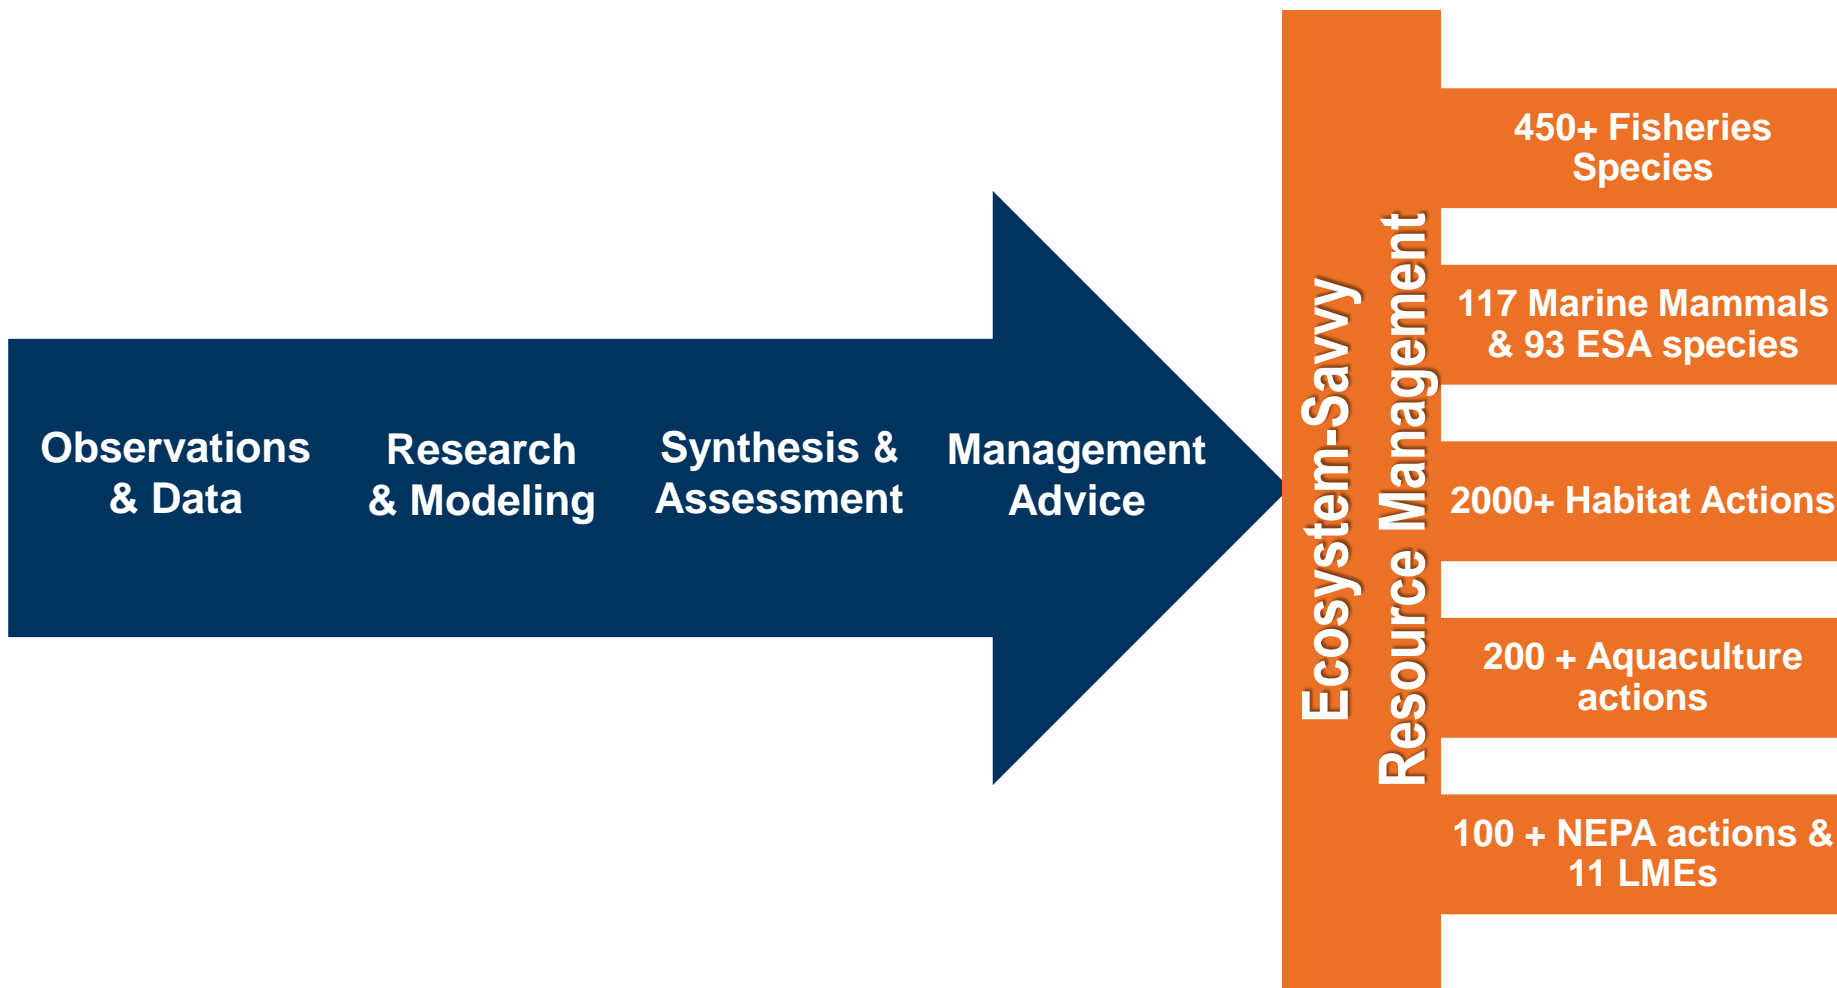 Observations
& Data
Research
& Modeling
Synthesis &
Assessment
Management
Advice
Ecosystem-Savvy
Resource Management
450+ Fisheries
Species
117 Marine Mammals
& 93 ESA species
2000+ Habitat Actions
200 + Aquaculture
actions
100 + NEPA actions &
11 LMEs